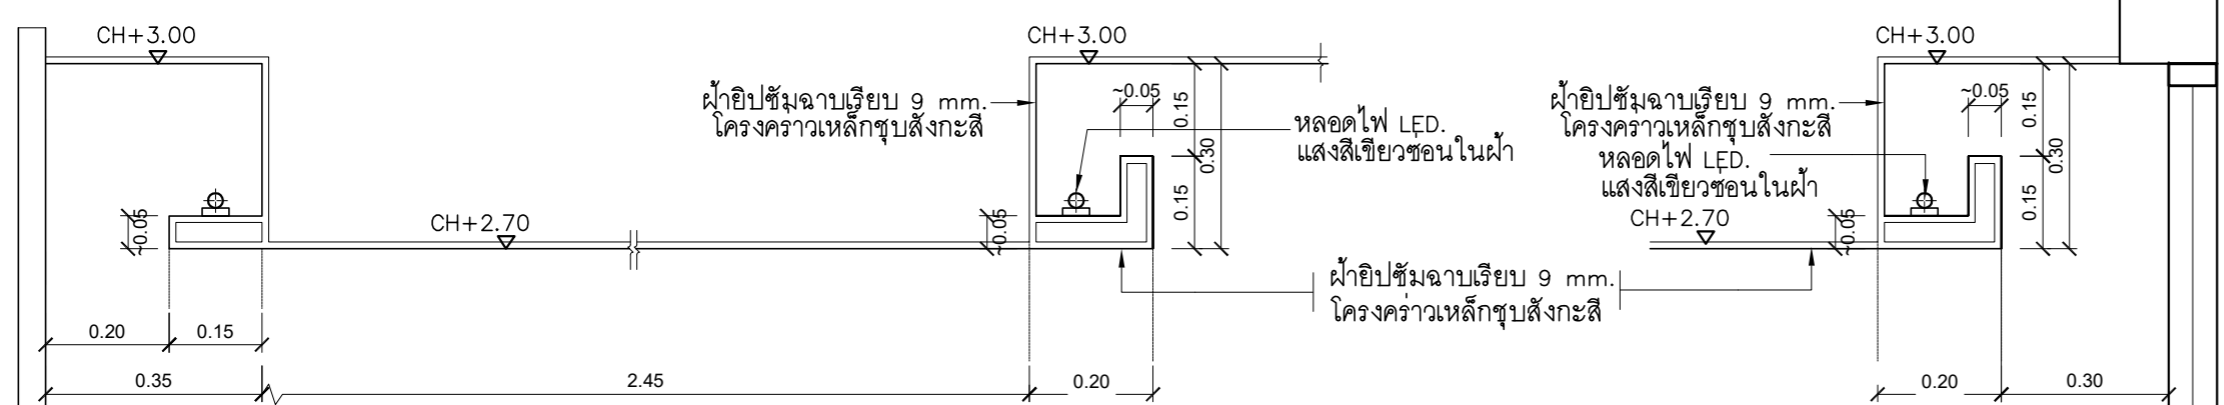 CH+3.00
CH+3.00
CH+3.00
ฝ้ายิปซัมฉาบเรียบ 9 mm.
โครงคร่าวเหล็กชุบสังกะสี
~0.05
0.15
0.30
0.15
หลอดไฟ LED.
แสงสีเขียวซ่อนในฝ้า
ฝ้ายิปซัมฉาบเรียบ 9 mm.
โครงคร่าวเหล็กชุบสังกะสี
หลอดไฟ LED.
แสงสีเขียวซ่อนในฝ้า
~0.05
0.15
0.30
0.15
~0.05
CH+2.70
~0.05
CH+2.70
~0.05
ฝ้ายิปซัมฉาบเรียบ 9 mm.
โครงคร่าวเหล็กชุบสังกะสี
0.20
0.15
0.35
2.45
0.20
0.20
0.30